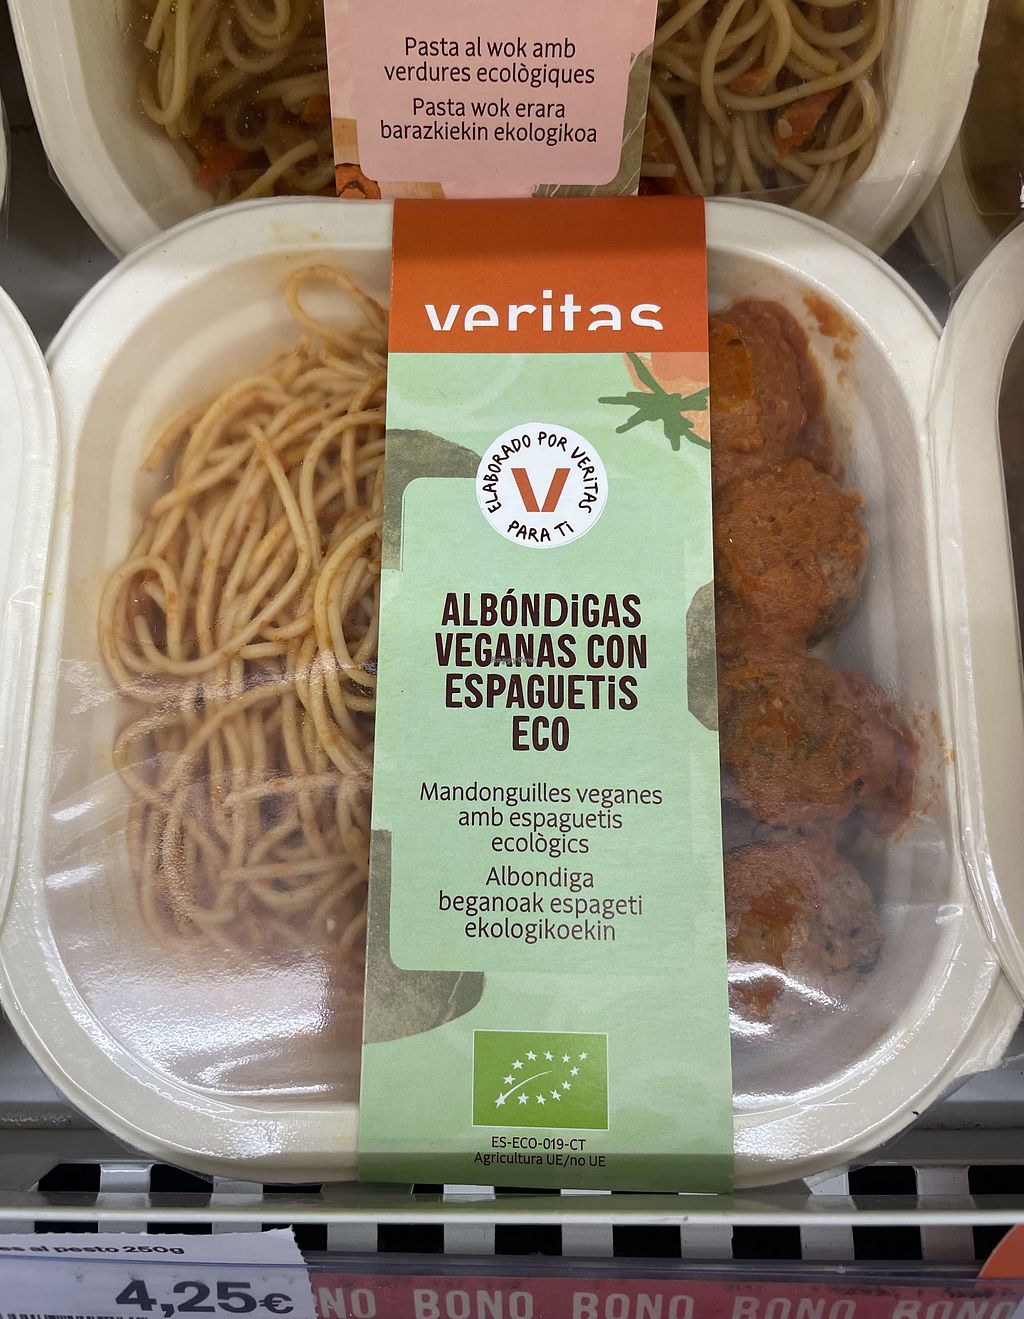 Pasta al wok amb
verdures ecològiques
Pasta wok erara
barazkiekin ekologikoa
veritas
ELABORADO POR VERiTAS
V
PARA Ti
ALBÓNDiGAS
VEGANAS CON
ESPAGUETiS
ECO
Mandonguilles veganes
amb espaguetis
ecològics
Albondiga
beganoak espageti
ekologikoekin
ES-ECO-019-CT
Agricultura UE/no UE
al pesto 250g
4,25€
BONO BONO BONO BONO